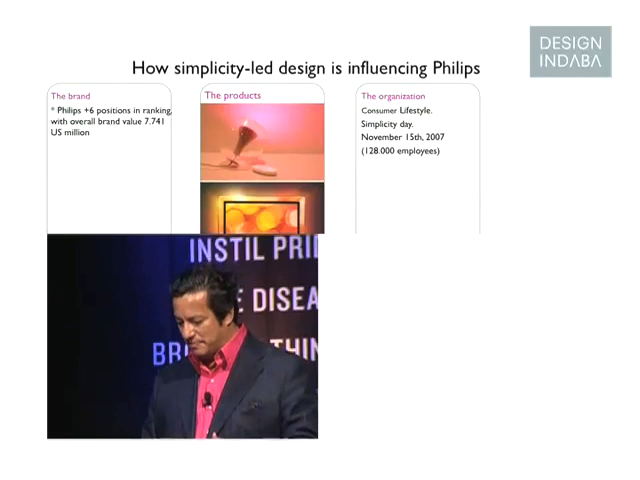 DESIGN
INDABA
How simplicity-led design is influencing Philips
The brand
* Philips +6 positions in ranking,
with overall brand value 7.741
US million
The products
The organization
Consumer Lifestyle.
Simplicity day.
November 15th, 2007
(128.000 employees)
INSTIL PRI
E DISEA
BR THIN